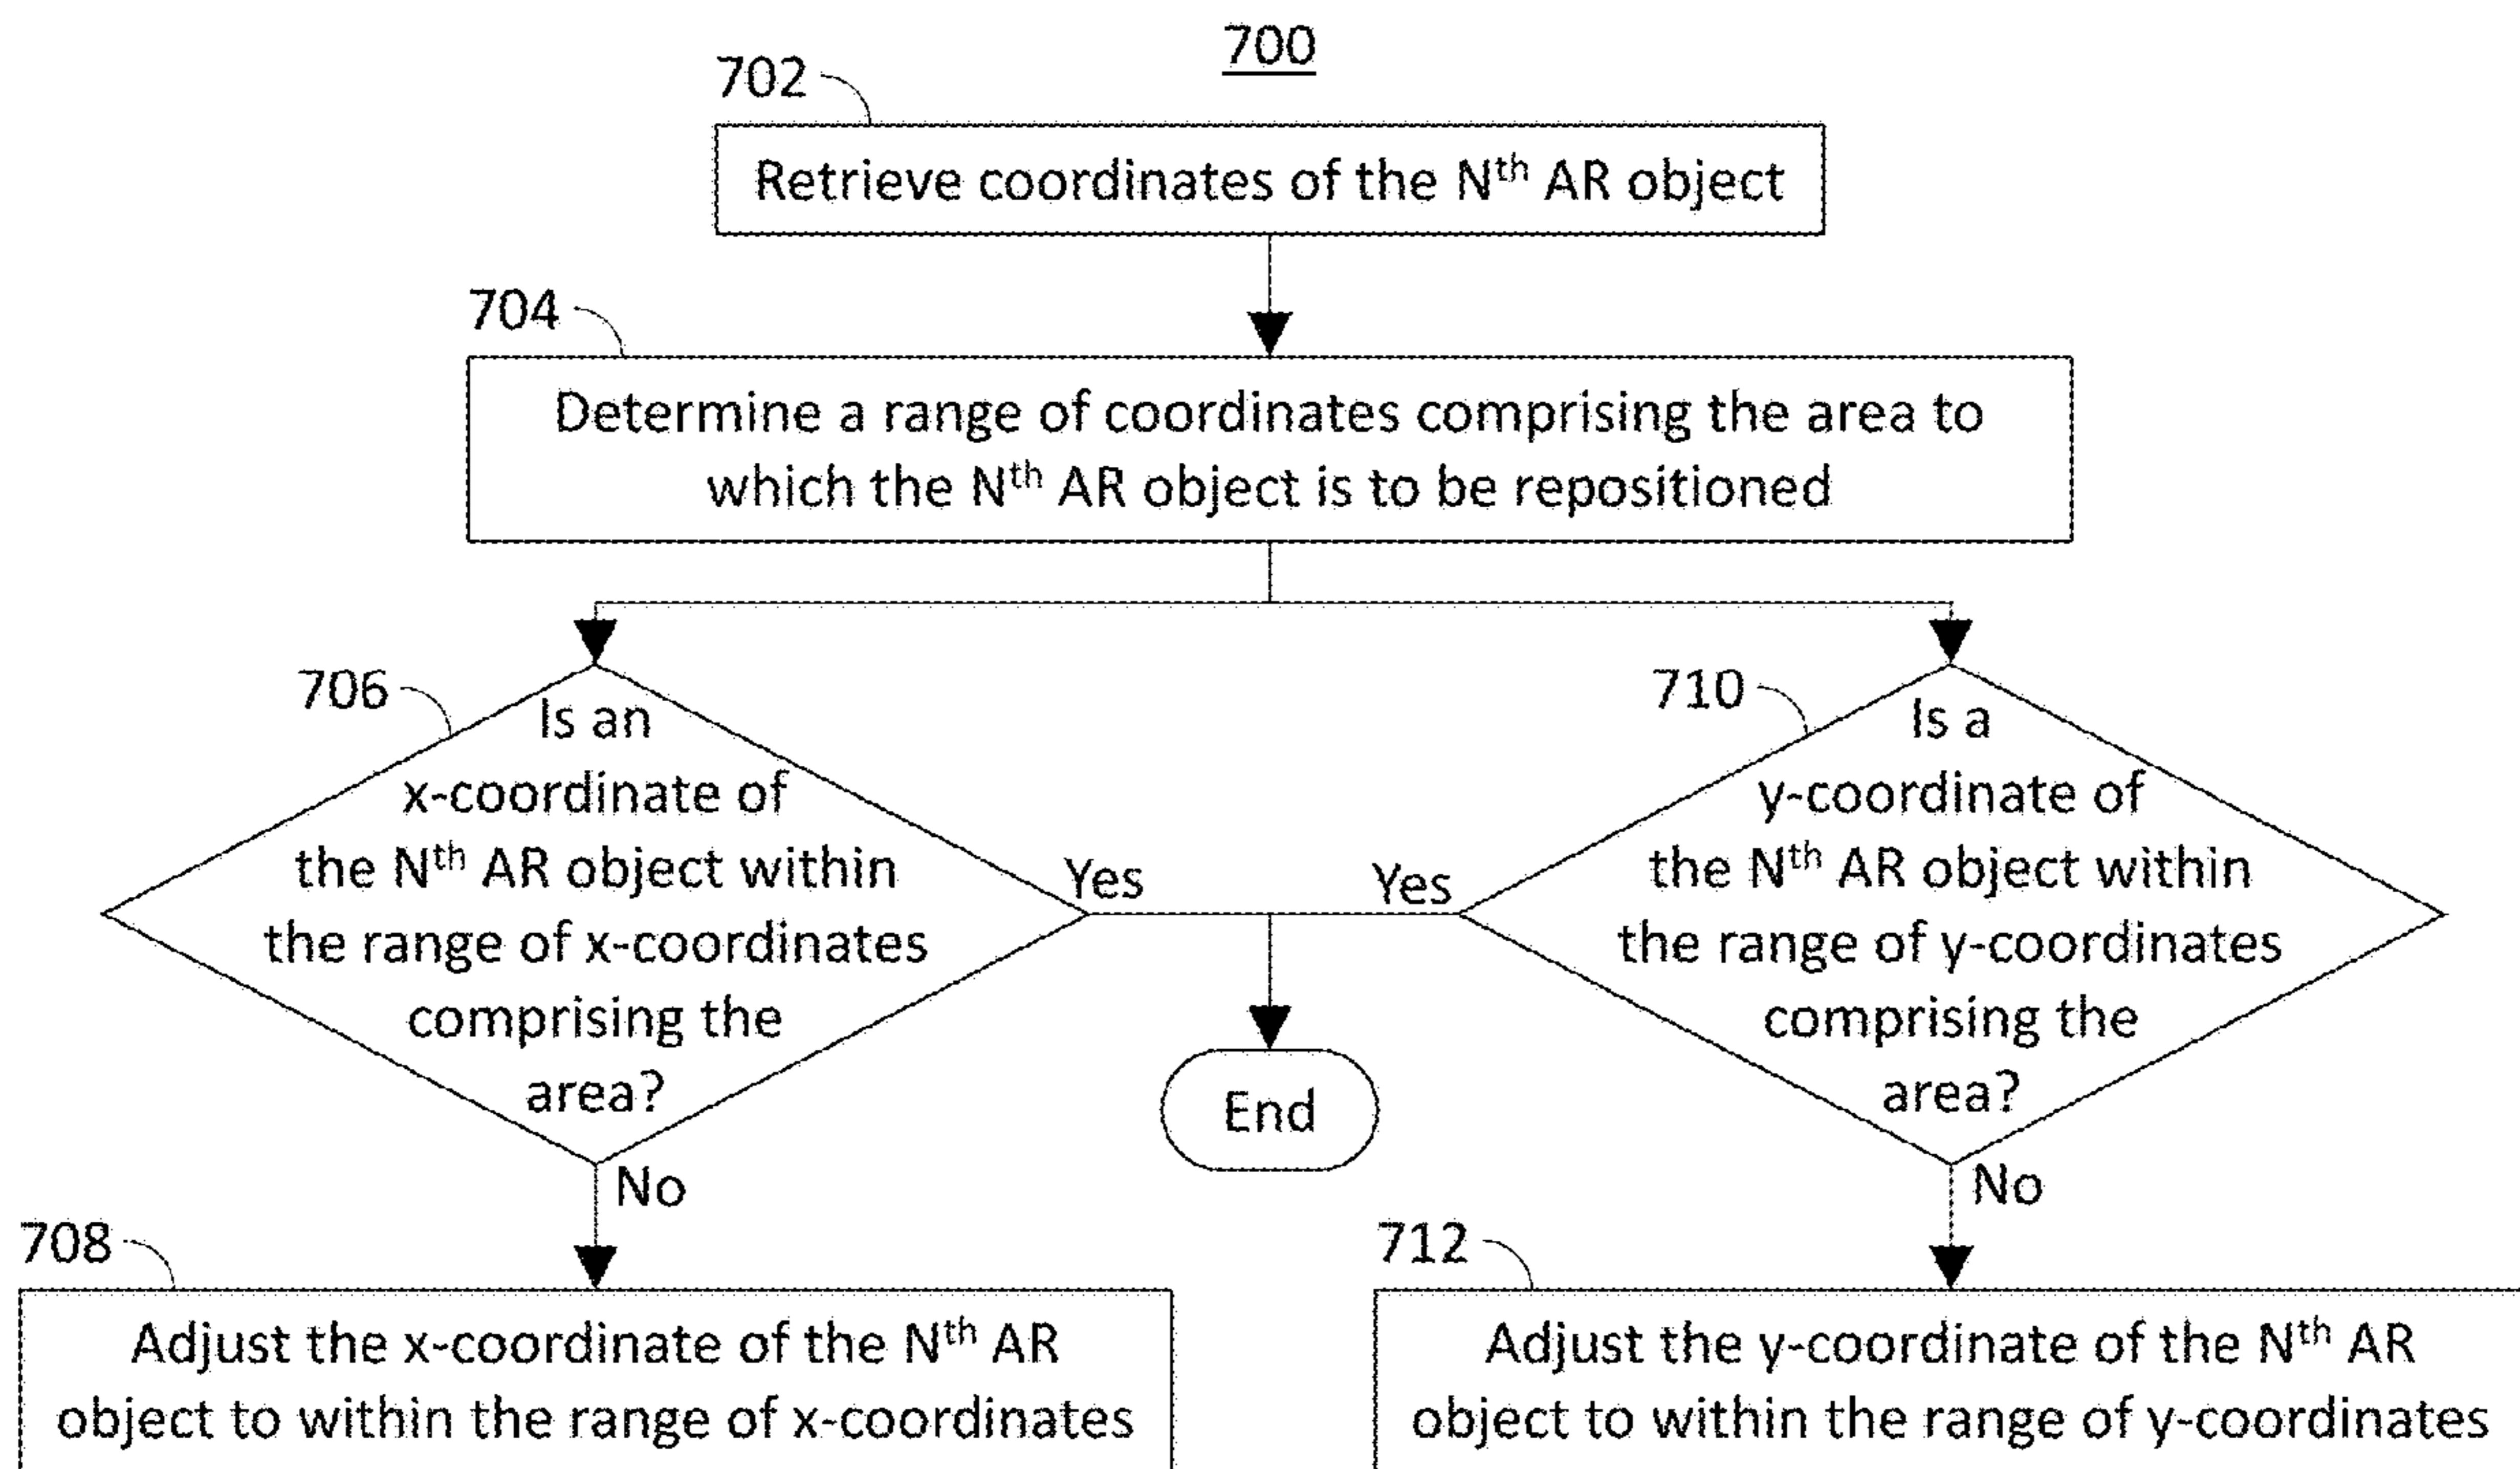 700
702
Retrieve coordinates of the Nth AR object
704
Determine a range of coordinates comprising the area to
which the Nth AR object is to be repositioned
706
Is an
x-coordinate of
the Nth AR object within
the range of x-coordinates
comprising the
area?
Yes
No
710
Is a
y-coordinate of
the Nth AR object within
the range of y-coordinates
comprising the
area?
Yes
No
End
708
Adjust the x-coordinate of the Nth AR
object to within the range of x-coordinates
712
Adjust the y-coordinate of the Nth AR
object to within the range of y-coordinates